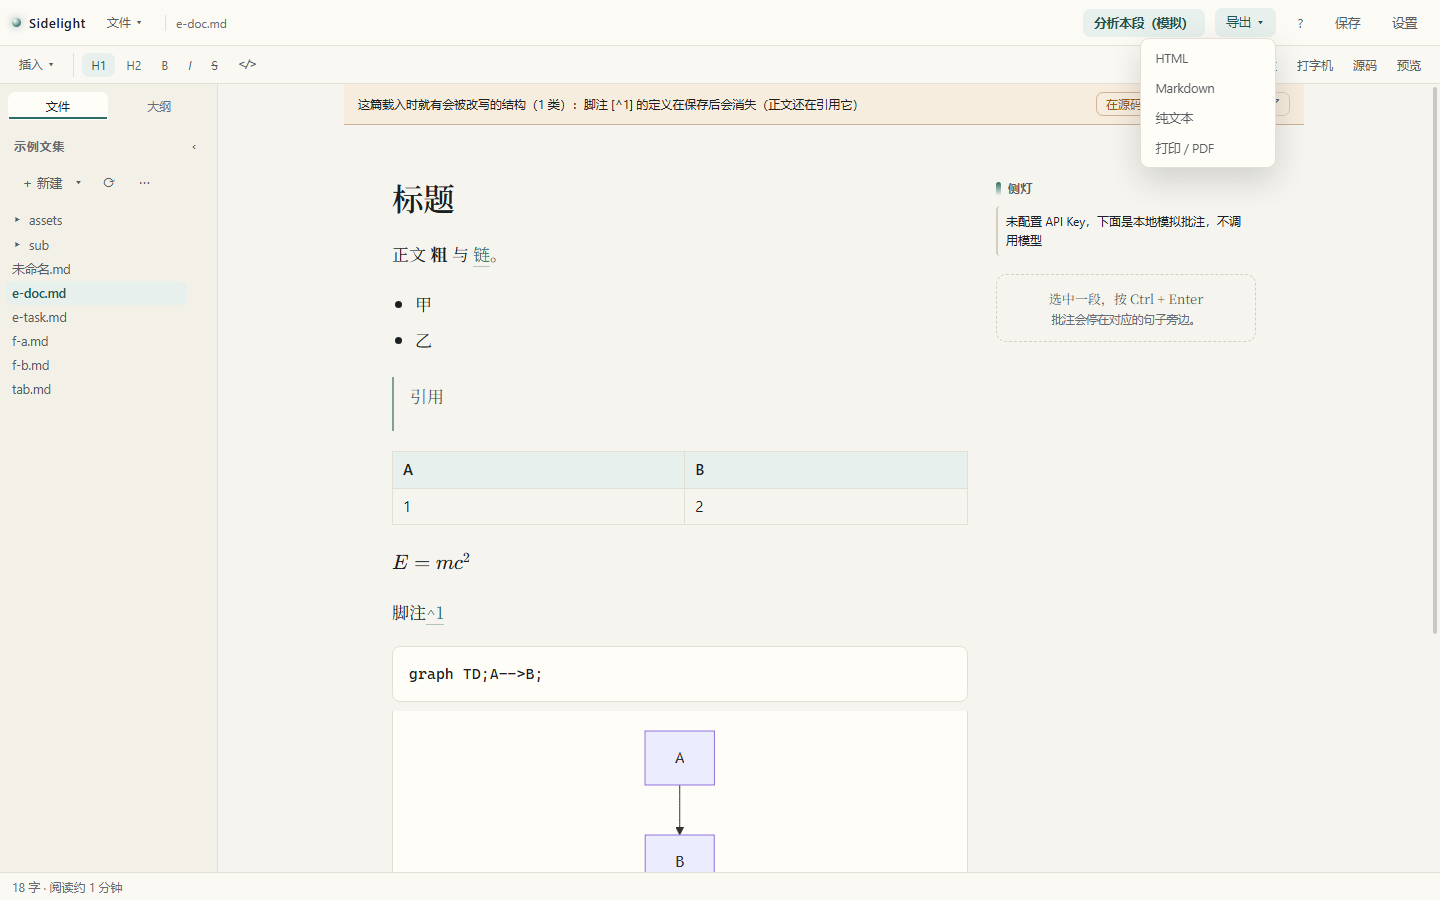 Sidelight 文件 e-doc.md 分析本段（模拟） 导出 ? 保存 设置
插入 H1 H2 B I S </> 打字机 源码 预览
HTML
Markdown
纯文本
打印 / PDF
文件 大纲
这篇载入时就有会被改写的结构（1 类）：脚注 [^1] 的定义在保存后会消失（正文还在引用它） 在源码
示例文集
+ 新建 ...
assets
sub
未命名.md
e-doc.md
e-task.md
f-a.md
f-b.md
tab.md
标题
正文 粗 与 链。
甲
乙
引用
A B
1 2
E = mc²
脚注^1
graph TD;A-->B;
A
B
侧灯
未配置 API Key，下面是本地模拟批注，不调
用模型
选中一段，按 Ctrl + Enter
批注会停在对应的句子旁边。
18 字 · 阅读约 1 分钟